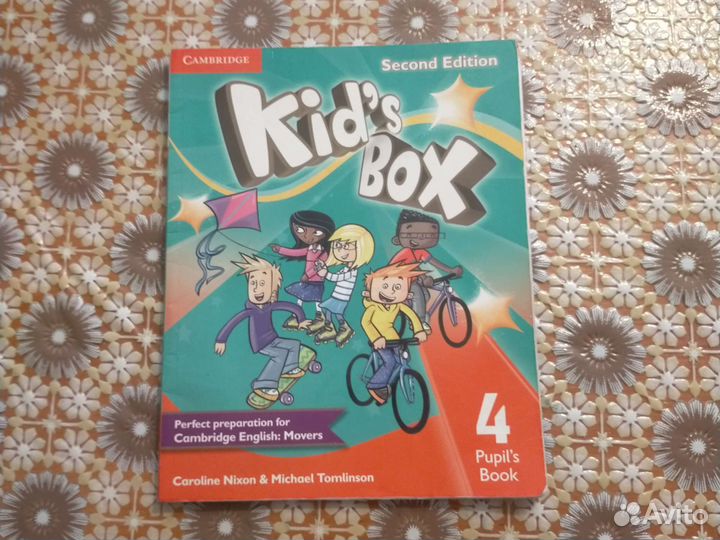 CAMBRIDGE
Second Edition
Kid's
Box
Perfect preparation for
Cambridge English: Movers
4
Pupil's
Book
Caroline Nixon & Michael Tomlinson
Avito